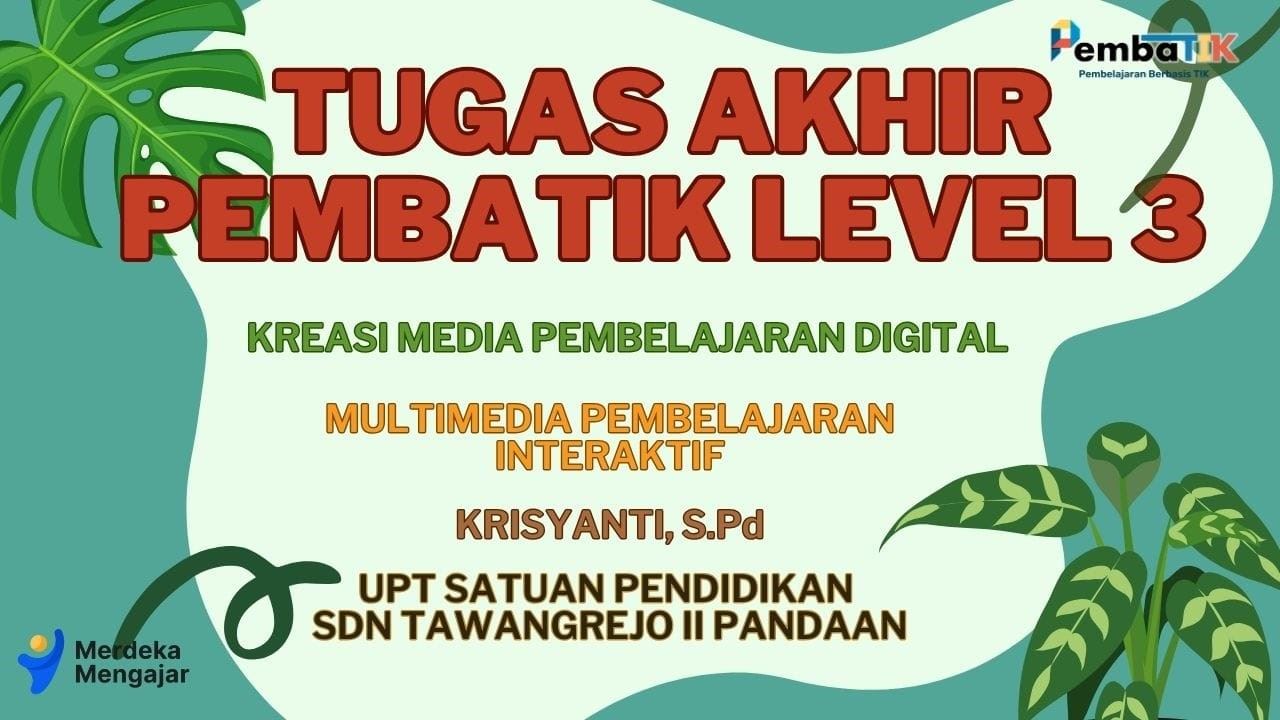 PembaTIK
Pembelajaran Berbasis TIK
TUGAS AKHIR
PEMBATIK LEVEL 3
KREASI MEDIA PEMBELAJARAN DIGITAL
MULTIMEDIA PEMBELAJARAN
INTERAKTIF
KRISYANTI, S.Pd
UPT SATUAN PENDIDIKAN
SDN TAWANGREJO II PANDAAN
Merdeka
Mengajar